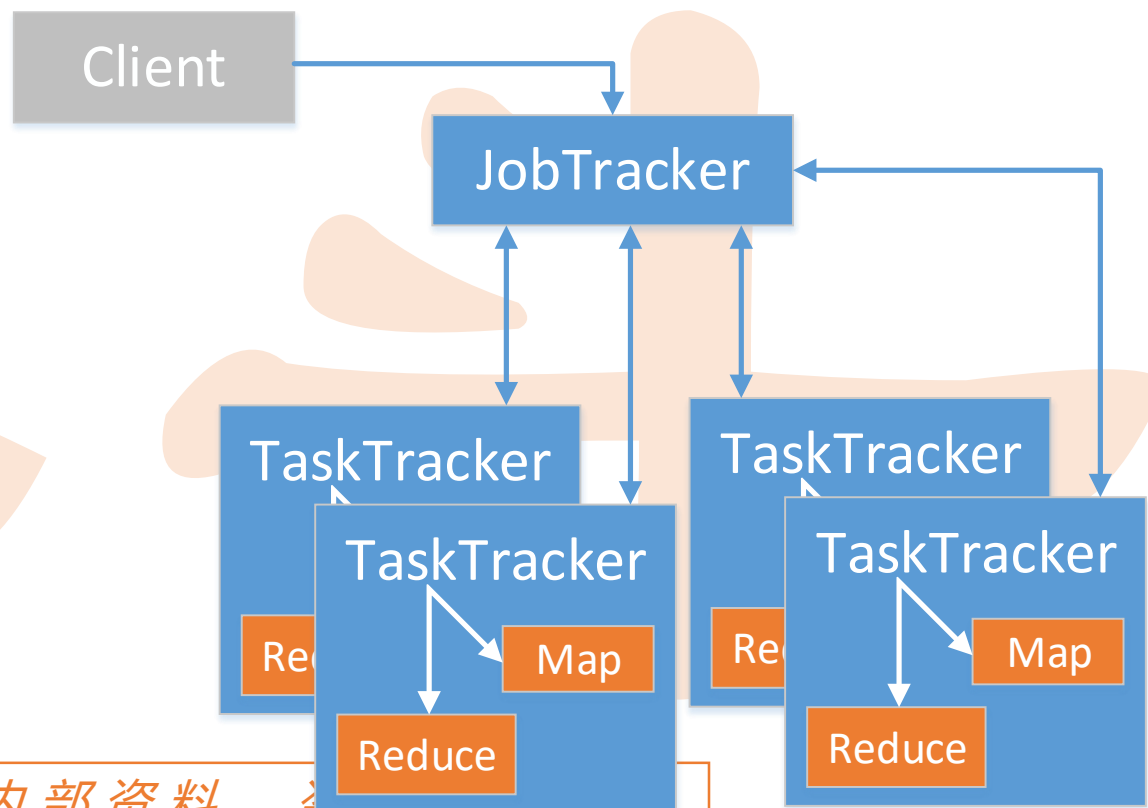 Client
JobTracker
TaskTracker
TaskTracker
TaskTracker
TaskTracker
Map
Map
Reduce
Reduce
内部资料